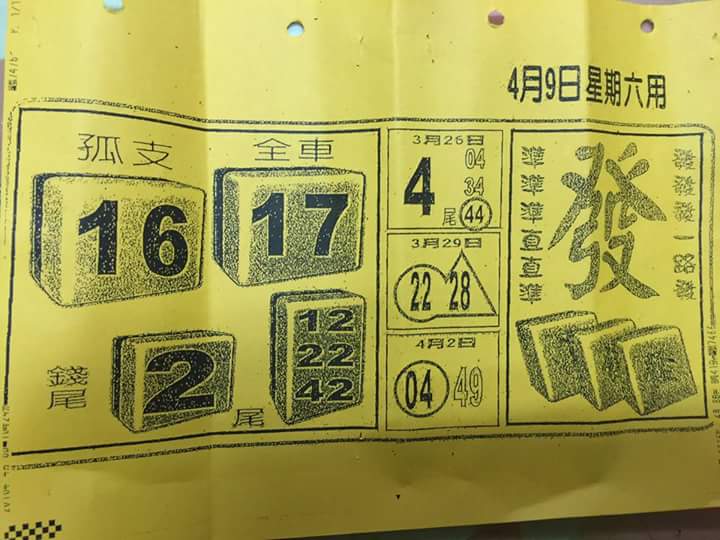 4月9日星期六用
孤支
16
全車
17
錢尾
2
尾
12
22
42
3月26日
4
尾
04
34
44
3月29日
22 28
4月2日
04 49
準準準真真準
發
發發發一路發